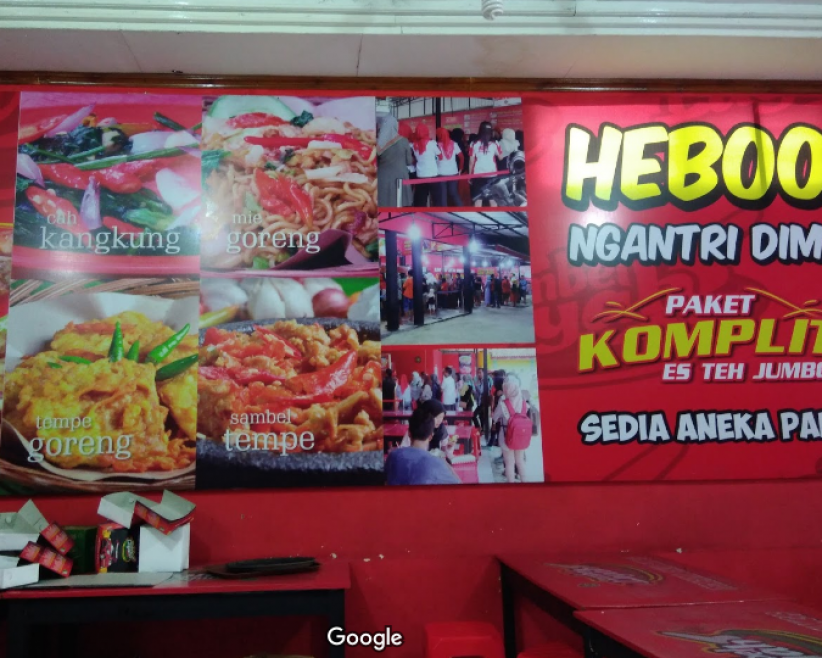 cah
kangkung
mie
goreng
tempe
goreng
sambel
tempe
HEBOO
NGANTRI DIM
PAKET
KOMPLIT
ES TEH JUMBO
SEDIA ANEKA PA
Google